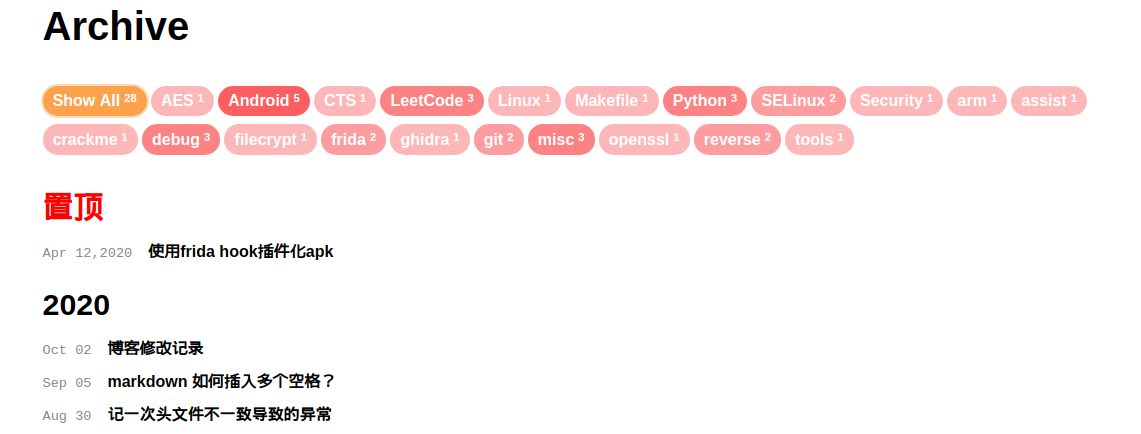 Archive
Show All 28 AES 1 Android 5 CTS 1 LeetCode 3 Linux 1 Makefile 1 Python 3 SELinux 2 Security 1 arm 1 assist 1
crackme 1 debug 3 filecrypt 1 frida 2 ghidra 1 git 2 misc 3 openssl 1 reverse 2 tools 1
置顶
Apr 12,2020 使用frida hook插件化apk
2020
Oct 02 博客修改记录
Sep 05 markdown 如何插入多个空格？
Aug 30 记一次头文件不一致导致的异常